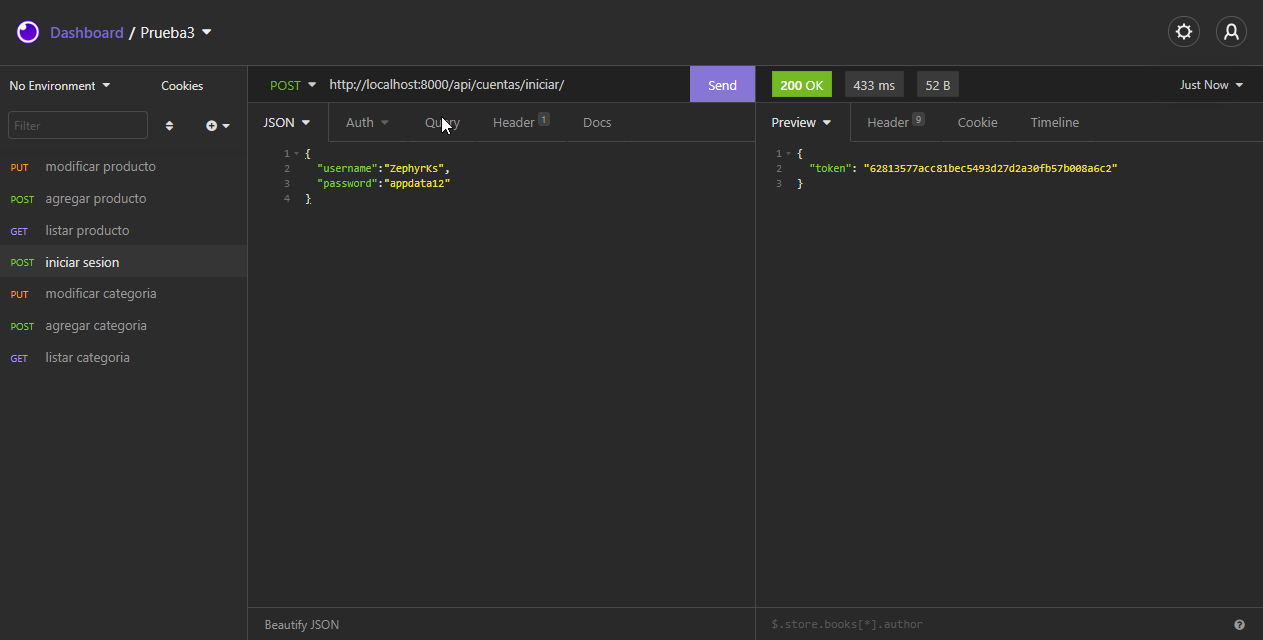 Dashboard / Prueba3
No Environment
Cookies
Filter
PUT modificar producto
POST agregar producto
GET listar producto
POST iniciar sesion
PUT modificar categoria
POST agregar categoria
GET listar categoria
POST http://localhost:8000/api/cuentas/iniciar/ Send
JSON Auth Query Header 1 Docs
1 {
2 "username":"ZephyrKs",
3 "password":"appdata12"
4 }
Beautify JSON
200 OK 433 ms 52 B Just Now
Preview Header 9 Cookie Timeline
1 {
2 "token": "62813577acc81bec5493d27d2a30fb57b008a6c2"
3 }
$.store.books[*].author